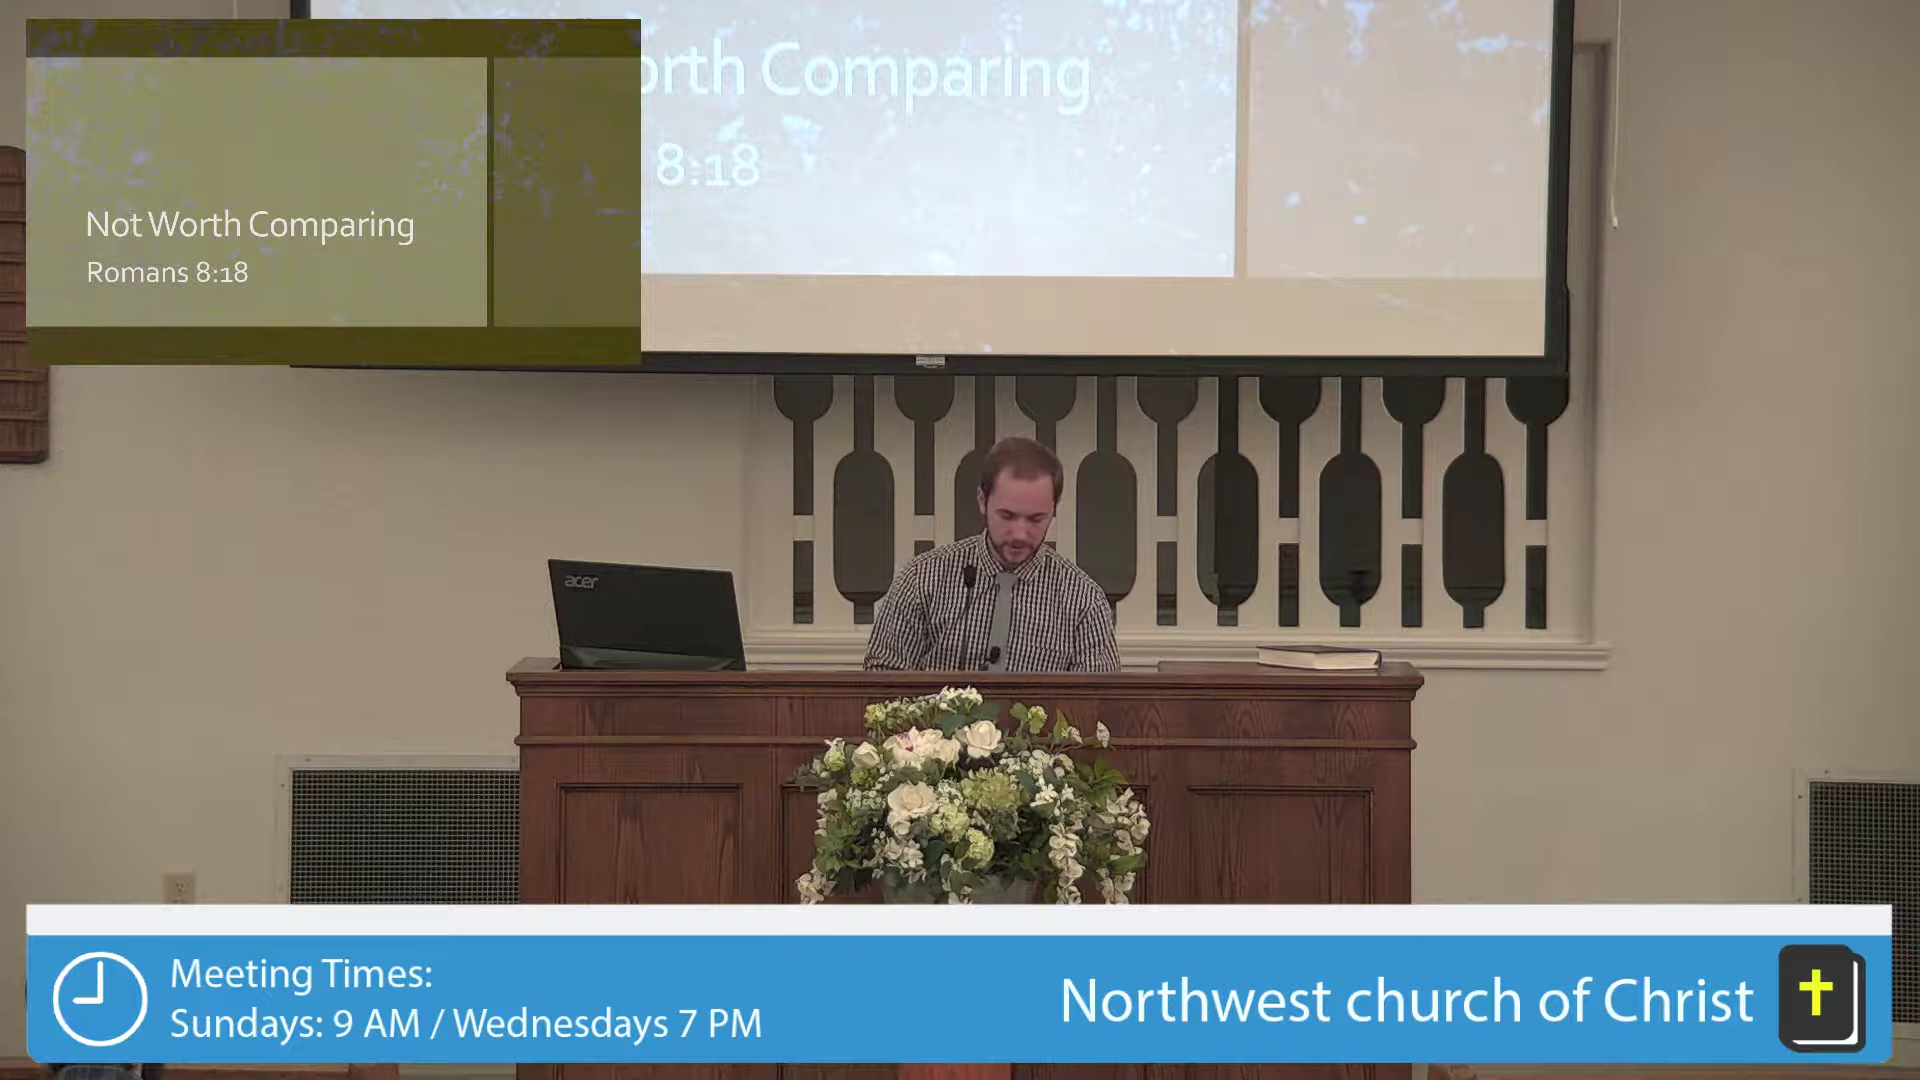 Not Worth Comparing
Romans 8:18
orth Comparing
8:18
acer
Meeting Times:
Sundays: 9 AM / Wednesdays 7 PM
Northwest church of Christ